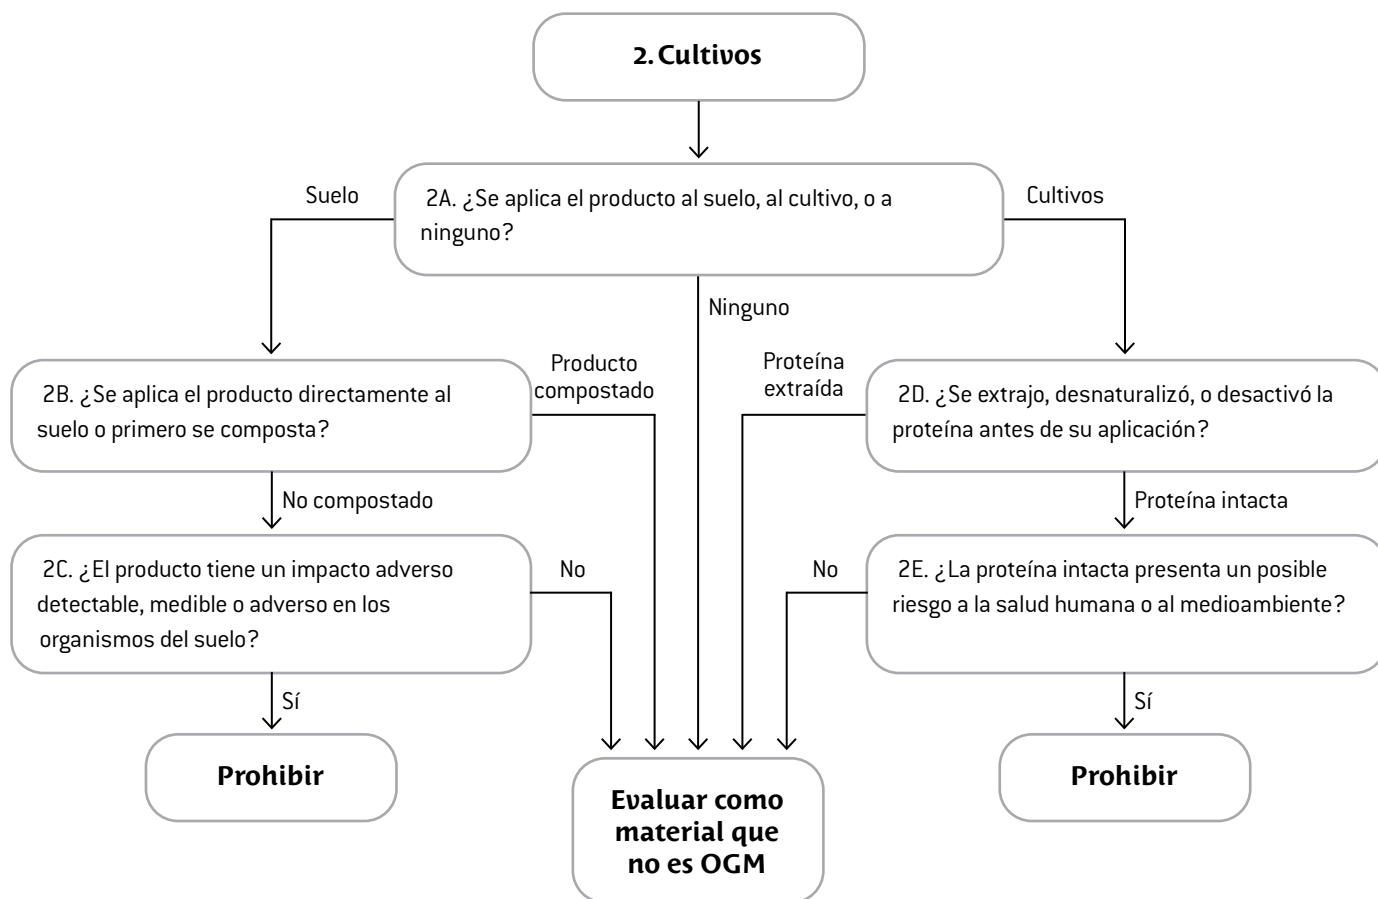 2. Cultivos
Suelo
2A. ¿Se aplica el producto al suelo, al cultivo, o a
ninguno?
Cultivos
Ninguno
2B. ¿Se aplica el producto directamente al
suelo o primero se composta?
Producto
compostado
Proteína
extraída
2D. ¿Se extrajo, desnaturalizó, o desactivó la
proteína antes de su aplicación?
No compostado
Proteína intacta
2C. ¿El producto tiene un impacto adverso
detectable, medible o adverso en los
organismos del suelo?
No
No
2E. ¿La proteína intacta presenta un posible
riesgo a la salud humana o al medioambiente?
Sí
Sí
Prohibir
Evaluar como
material que
no es OGM
Prohibir